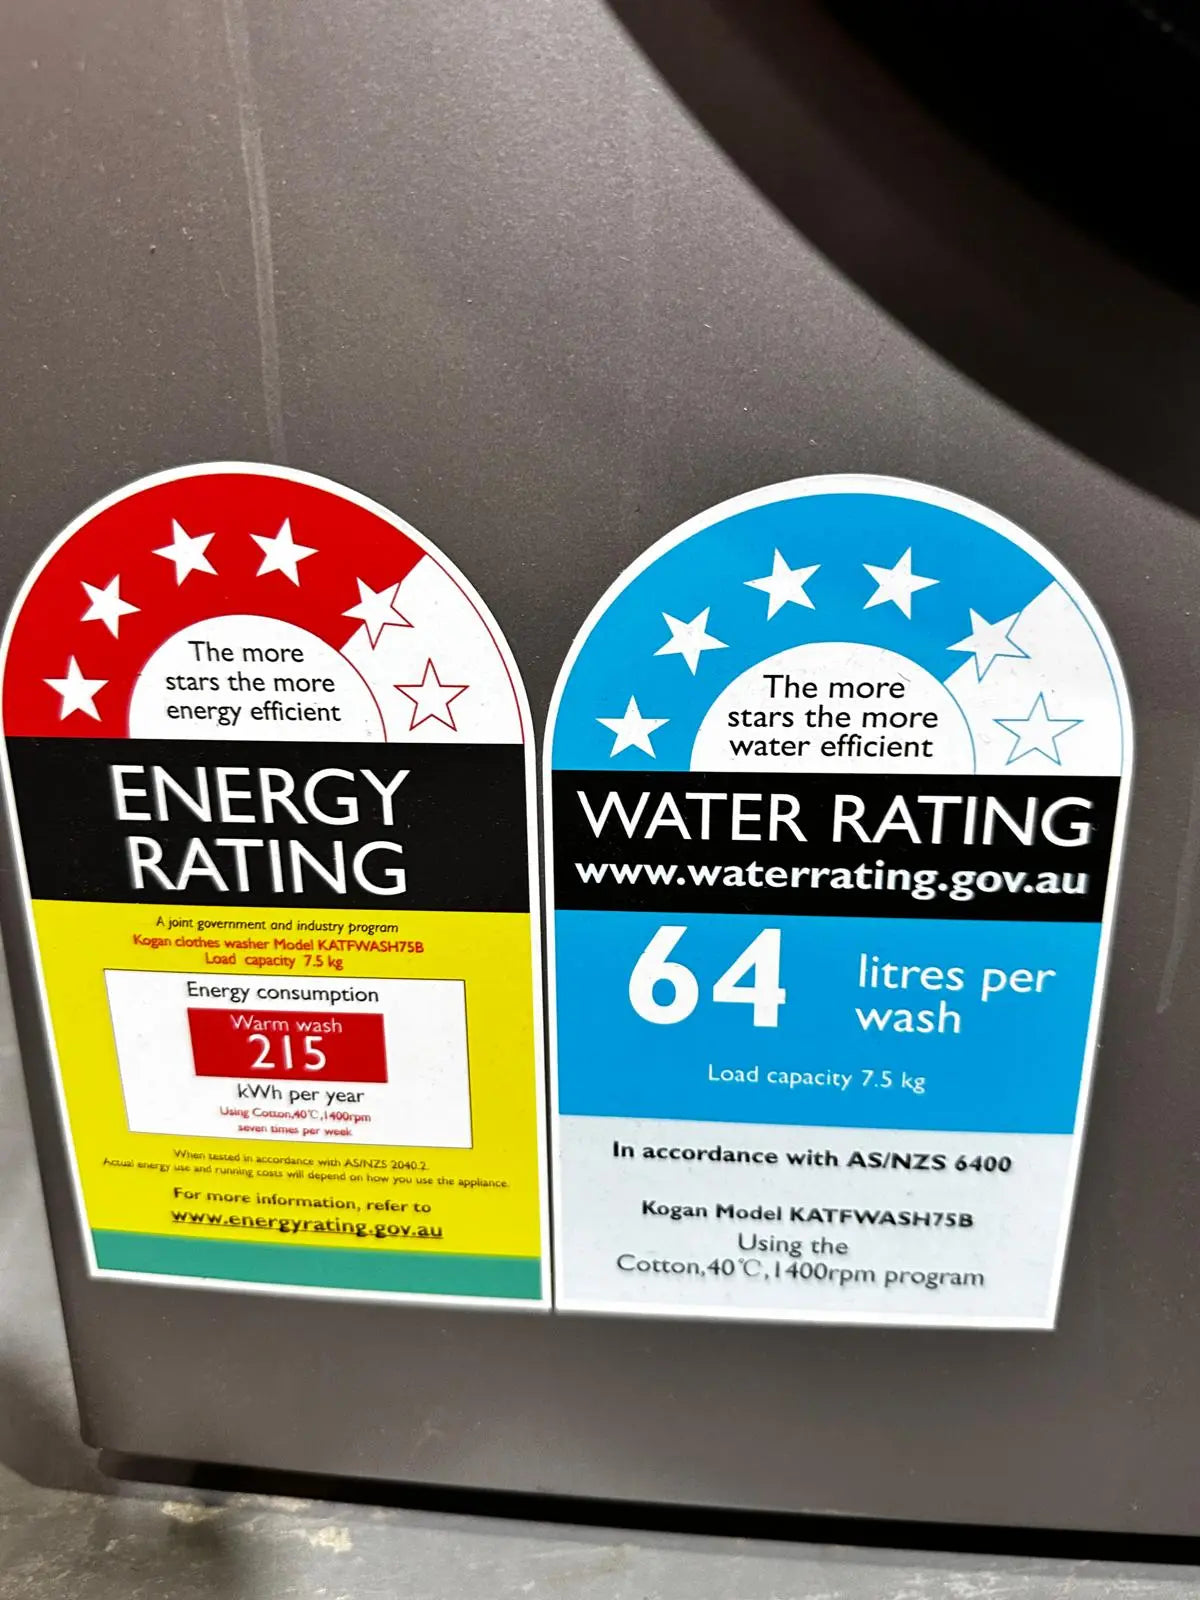 The more
stars the more
energy efficient
ENERGY
RATING
A joint government and industry program
Kogan clothes washer Model KATFWASH75B
Load capacity 7.5 kg
Energy consumption
Warm wash
215
kWh per year
Using Cotton,40℃,1400rpm
seven times per week
When tested in accordance with AS/NZS 2040.2.
Actual energy use and running costs will depend on how you use the appliance.
For more information, refer to
www.energyrating.gov.au
The more
stars the more
water efficient
WATER RATING
www.waterrating.gov.au
64
litres per
wash
Load capacity 7.5 kg
In accordance with AS/NZS 6400
Kogan Model KATFWASH75B
Using the
Cotton,40℃,1400rpm program